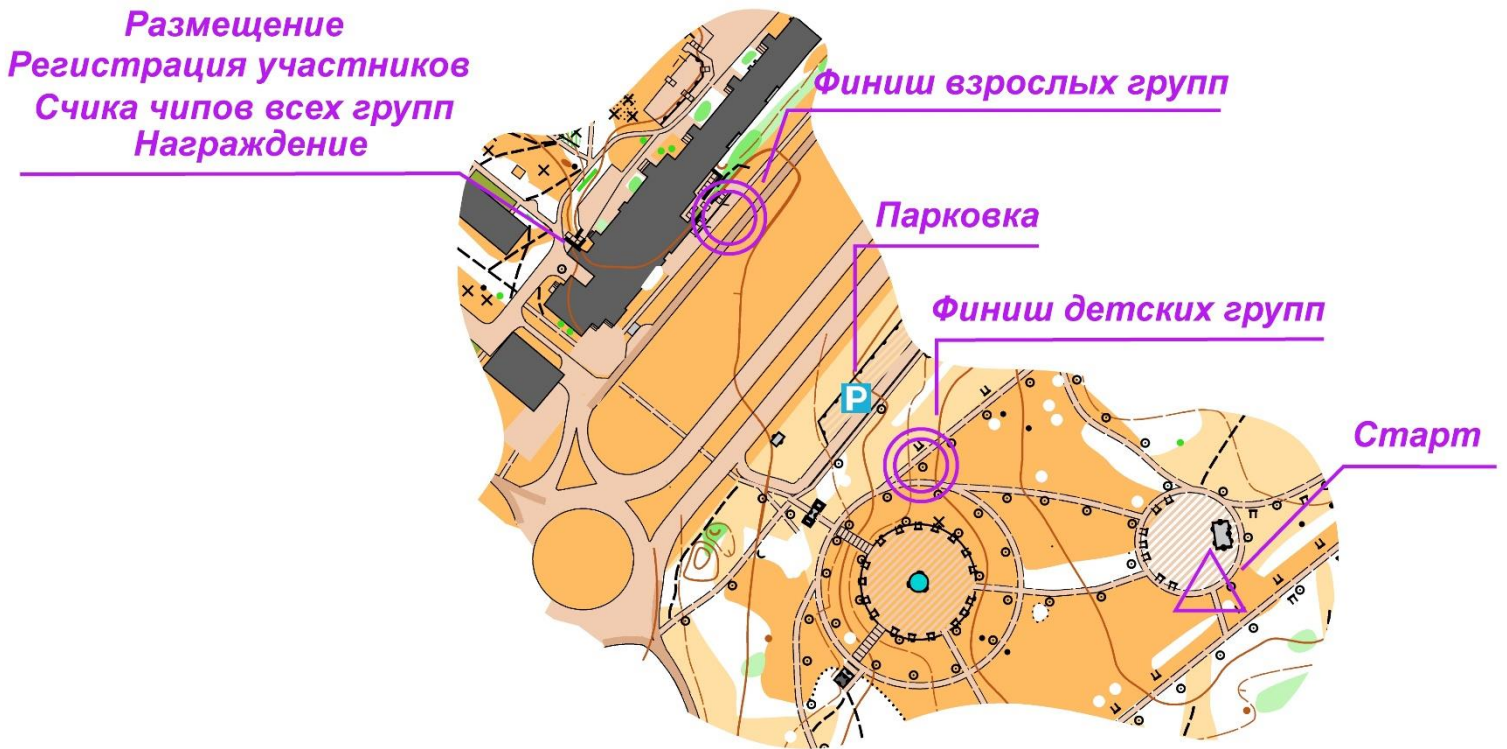 Размещение
Регистрация участников
Счика чипов всех групп
Награждение
Финиш взрослых групп
Парковка
P
Финиш детских групп
Старт